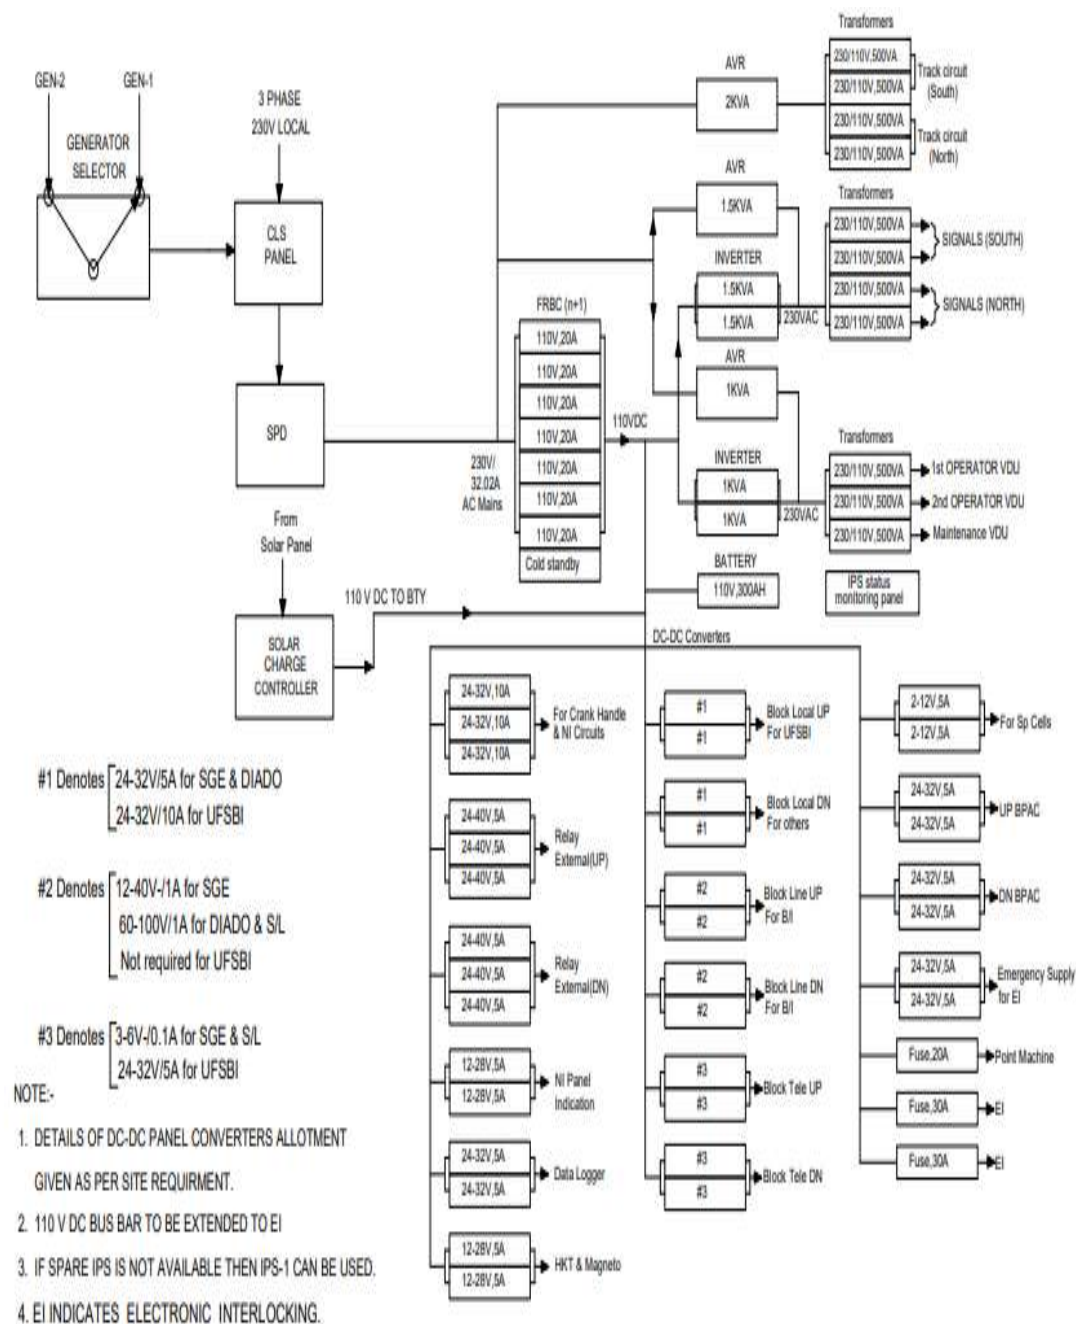 GEN-2
GEN-1
GENERATOR
SELECTOR
3 PHASE
230V LOCAL
CLS
PANEL
SPD
From
Solar Panel
SOLAR
CHARGE
CONTROLLER
110 V DC TO BTY
230V/
32.02A
AC Mains
FRBC (n+1)
110V,20A
110V,20A
110V,20A
110V,20A
110V,20A
110V,20A
110V,20A
Cold standby
110VDC
AVR
2KVA
AVR
1.5KVA
INVERTER
1.5KVA
1.5KVA
230VAC
AVR
1KVA
INVERTER
1KVA
1KVA
230VAC
BATTERY
110V,300AH
Transformers
230/110V,500VA
230/110V,500VA
230/110V,500VA
230/110V,500VA
Track circuit
(South)
Track circuit
(North)
Transformers
230/110V,500VA
230/110V,500VA
230/110V,500VA
230/110V,500VA
SIGNALS (SOUTH)
SIGNALS (NORTH)
Transformers
230/110V,500VA
230/110V,500VA
230/110V,500VA
1st OPERATOR VDU
2nd OPERATOR VDU
Maintenance VDU
IPS status
monitoring panel
DC-DC Converters
24-32V,10A
24-32V,10A
24-32V,10A
For Crank Handle
& NI Circuits
24-40V,5A
24-40V,5A
24-40V,5A
Relay
External(UP)
24-40V,5A
24-40V,5A
24-40V,5A
Relay
External(DN)
12-28V,5A
12-28V,5A
NI Panel
Indication
24-32V,5A
24-32V,5A
Data Logger
12-28V,5A
12-28V,5A
HKT & Magneto
#1
#1
Block Local UP
For UFSBI
#1
#1
Block Local DN
For others
#2
#2
Block Line UP
For B/I
#2
#2
Block Line DN
For B/I
#3
#3
Block Tele UP
#3
#3
Block Tele DN
2-12V,5A
2-12V,5A
For Sp Cells
24-32V,5A
24-32V,5A
UP BPAC
24-32V,5A
24-32V,5A
DN BPAC
24-32V,5A
24-32V,5A
Emergency Supply
for EI
Fuse,20A
Point Machine
Fuse,30A
EI
Fuse,30A
EI
#1 Denotes
24-32V/5A for SGE & DIADO
24-32V/10A for UFSBI
#2 Denotes
12-40V-/1A for SGE
60-100V/1A for DIADO & S/L
Not required for UFSBI
#3 Denotes
3-6V-/0.1A for SGE & S/L
24-32V/5A for UFSBI
NOTE:-
1. DETAILS OF DC-DC PANEL CONVERTERS ALLOTMENT
GIVEN AS PER SITE REQUIRMENT.
2. 110 V DC BUS BAR TO BE EXTENDED TO EI
3. IF SPARE IPS IS NOT AVAILABLE THEN IPS-1 CAN BE USED.
4. EI INDICATES ELECTRONIC INTERLOCKING.